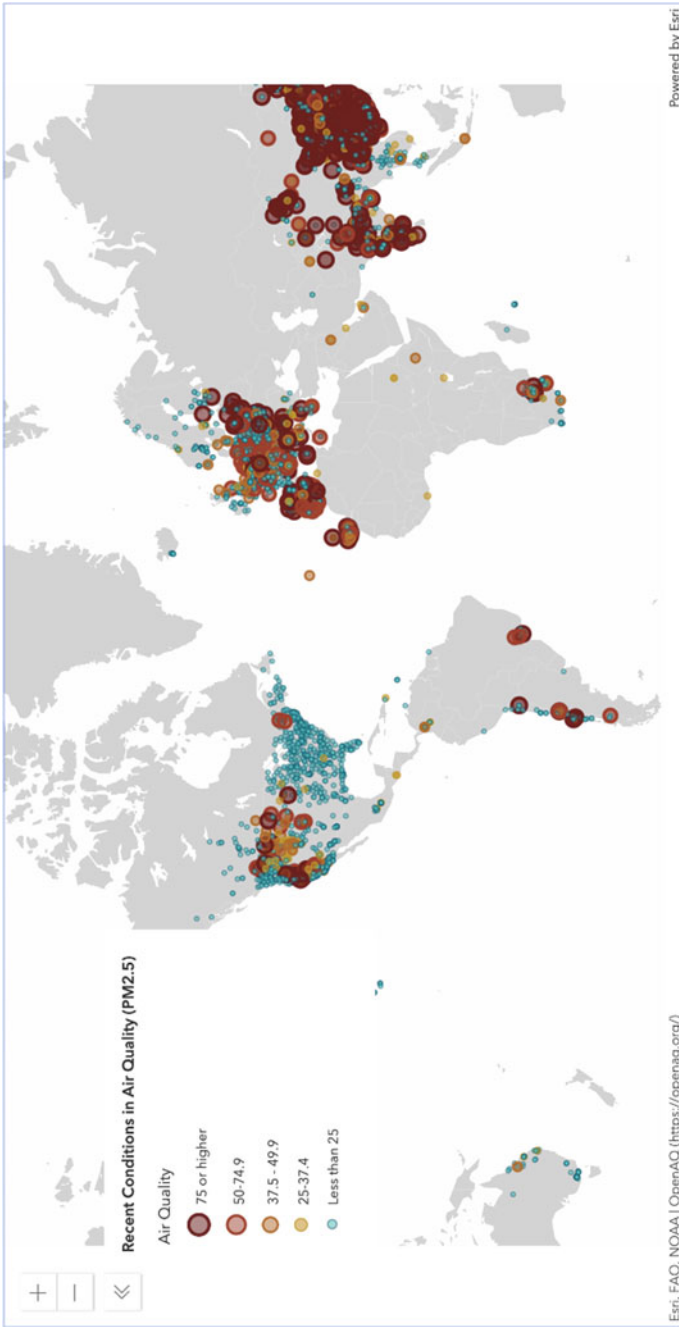 +
−
«
Recent Conditions in Air Quality (PM2.5)
Air Quality
75 or higher
50-74.9
37.5 - 49.9
25-37.4
Less than 25
Esri, FAO, NOAA | OpenAQ (https://openaq.org/)
Powered by Esri